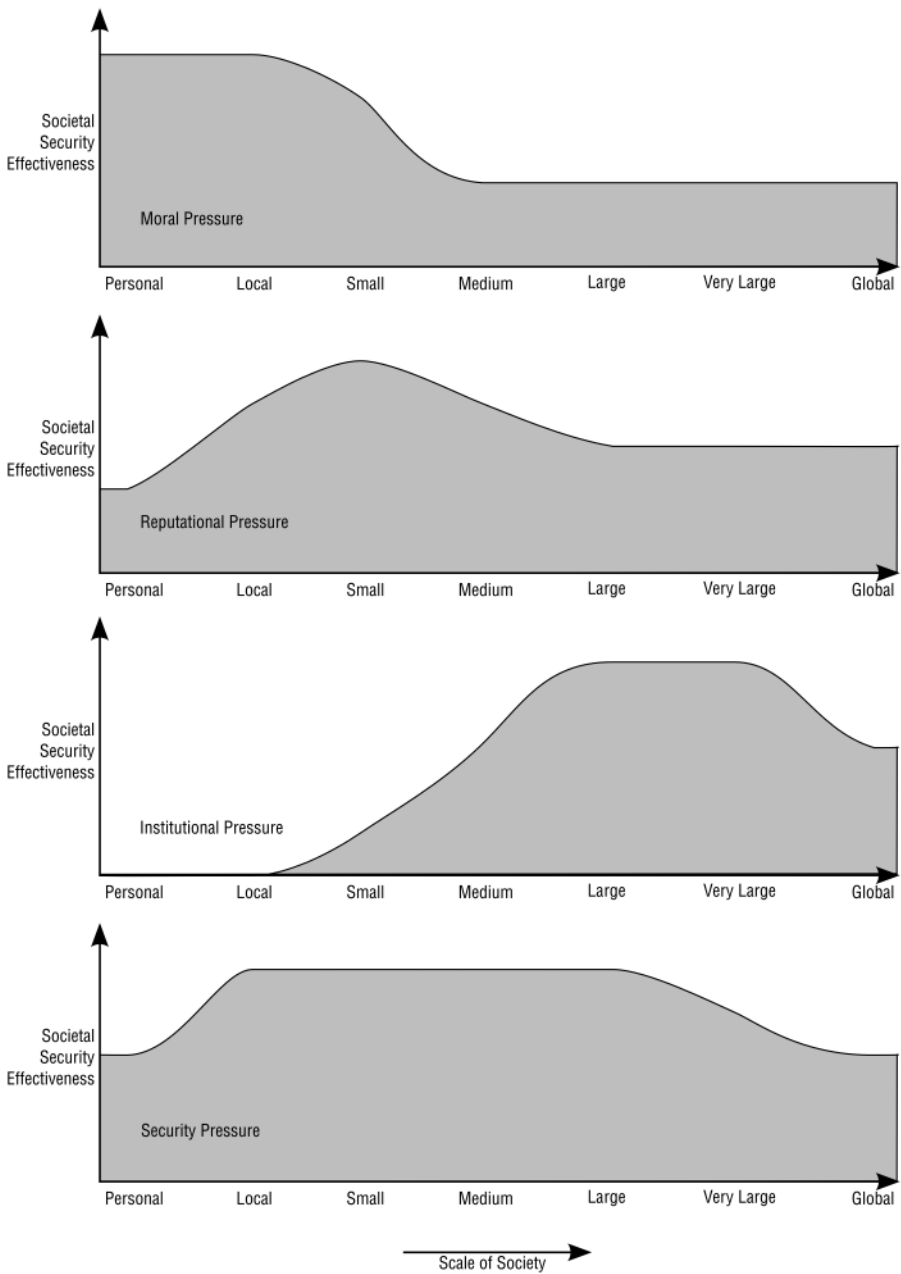 Societal
Security
Effectiveness
Moral Pressure
Personal Local Small Medium Large Very Large Global
Societal
Security
Effectiveness
Reputational Pressure
Personal Local Small Medium Large Very Large Global
Societal
Security
Effectiveness
Institutional Pressure
Personal Local Small Medium Large Very Large Global
Societal
Security
Effectiveness
Security Pressure
Personal Local Small Medium Large Very Large Global
Scale of Society